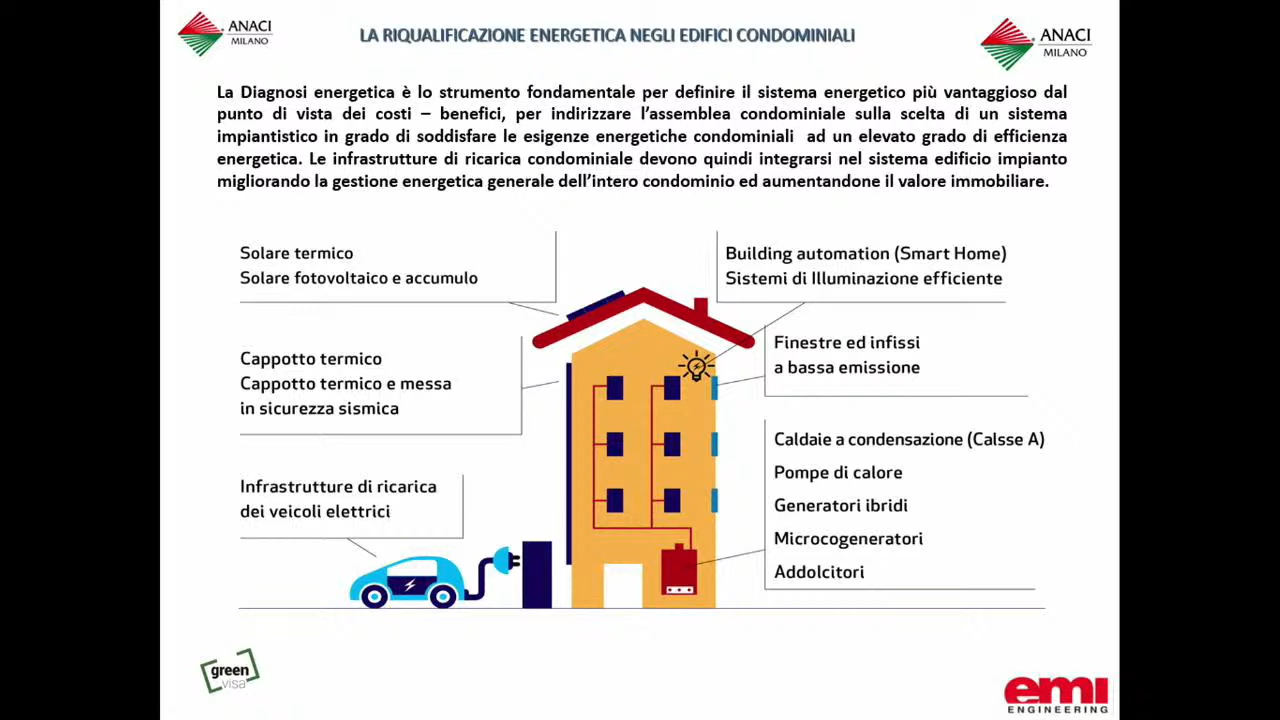 ANACI
MILANO
LA RIQUALIFICAZIONE ENERGETICA NEGLI EDIFICI CONDOMINIALI
ANACI
MILANO
La Diagnosi energetica è lo strumento fondamentale per definire il sistema energetico più vantaggioso dal
punto di vista dei costi – benefici, per indirizzare l'assemblea condominiale sulla scelta di un sistema
impiantistico in grado di soddisfare le esigenze energetiche condominiali ad un elevato grado di efficienza
energetica. Le infrastrutture di ricarica condominiale devono quindi integrarsi nel sistema edificio impianto
migliorando la gestione energetica generale dell'intero condominio ed aumentandone il valore immobiliare.
Solare termico
Solare fotovoltaico e accumulo
Building automation (Smart Home)
Sistemi di Illuminazione efficiente
Cappotto termico
Cappotto termico e messa
in sicurezza sismica
Finestre ed infissi
a bassa emissione
Infrastrutture di ricarica
dei veicoli elettrici
Caldaie a condensazione (Calsse A)
Pompe di calore
Generatori ibridi
Microcogeneratori
Addolcitori
green
visa
emi
ENGINEERING